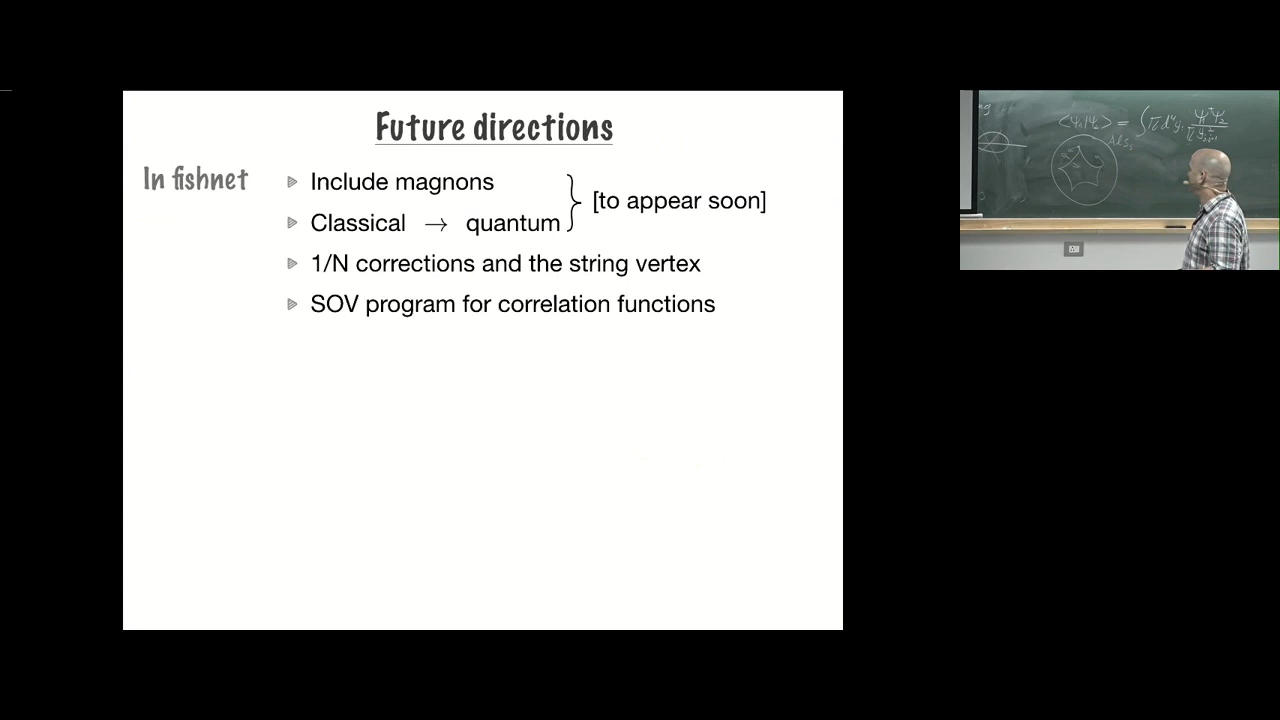 Future directions
In fishnet
Include magnons
Classical → quantum
[to appear soon]
1/N corrections and the string vertex
SOV program for correlation functions